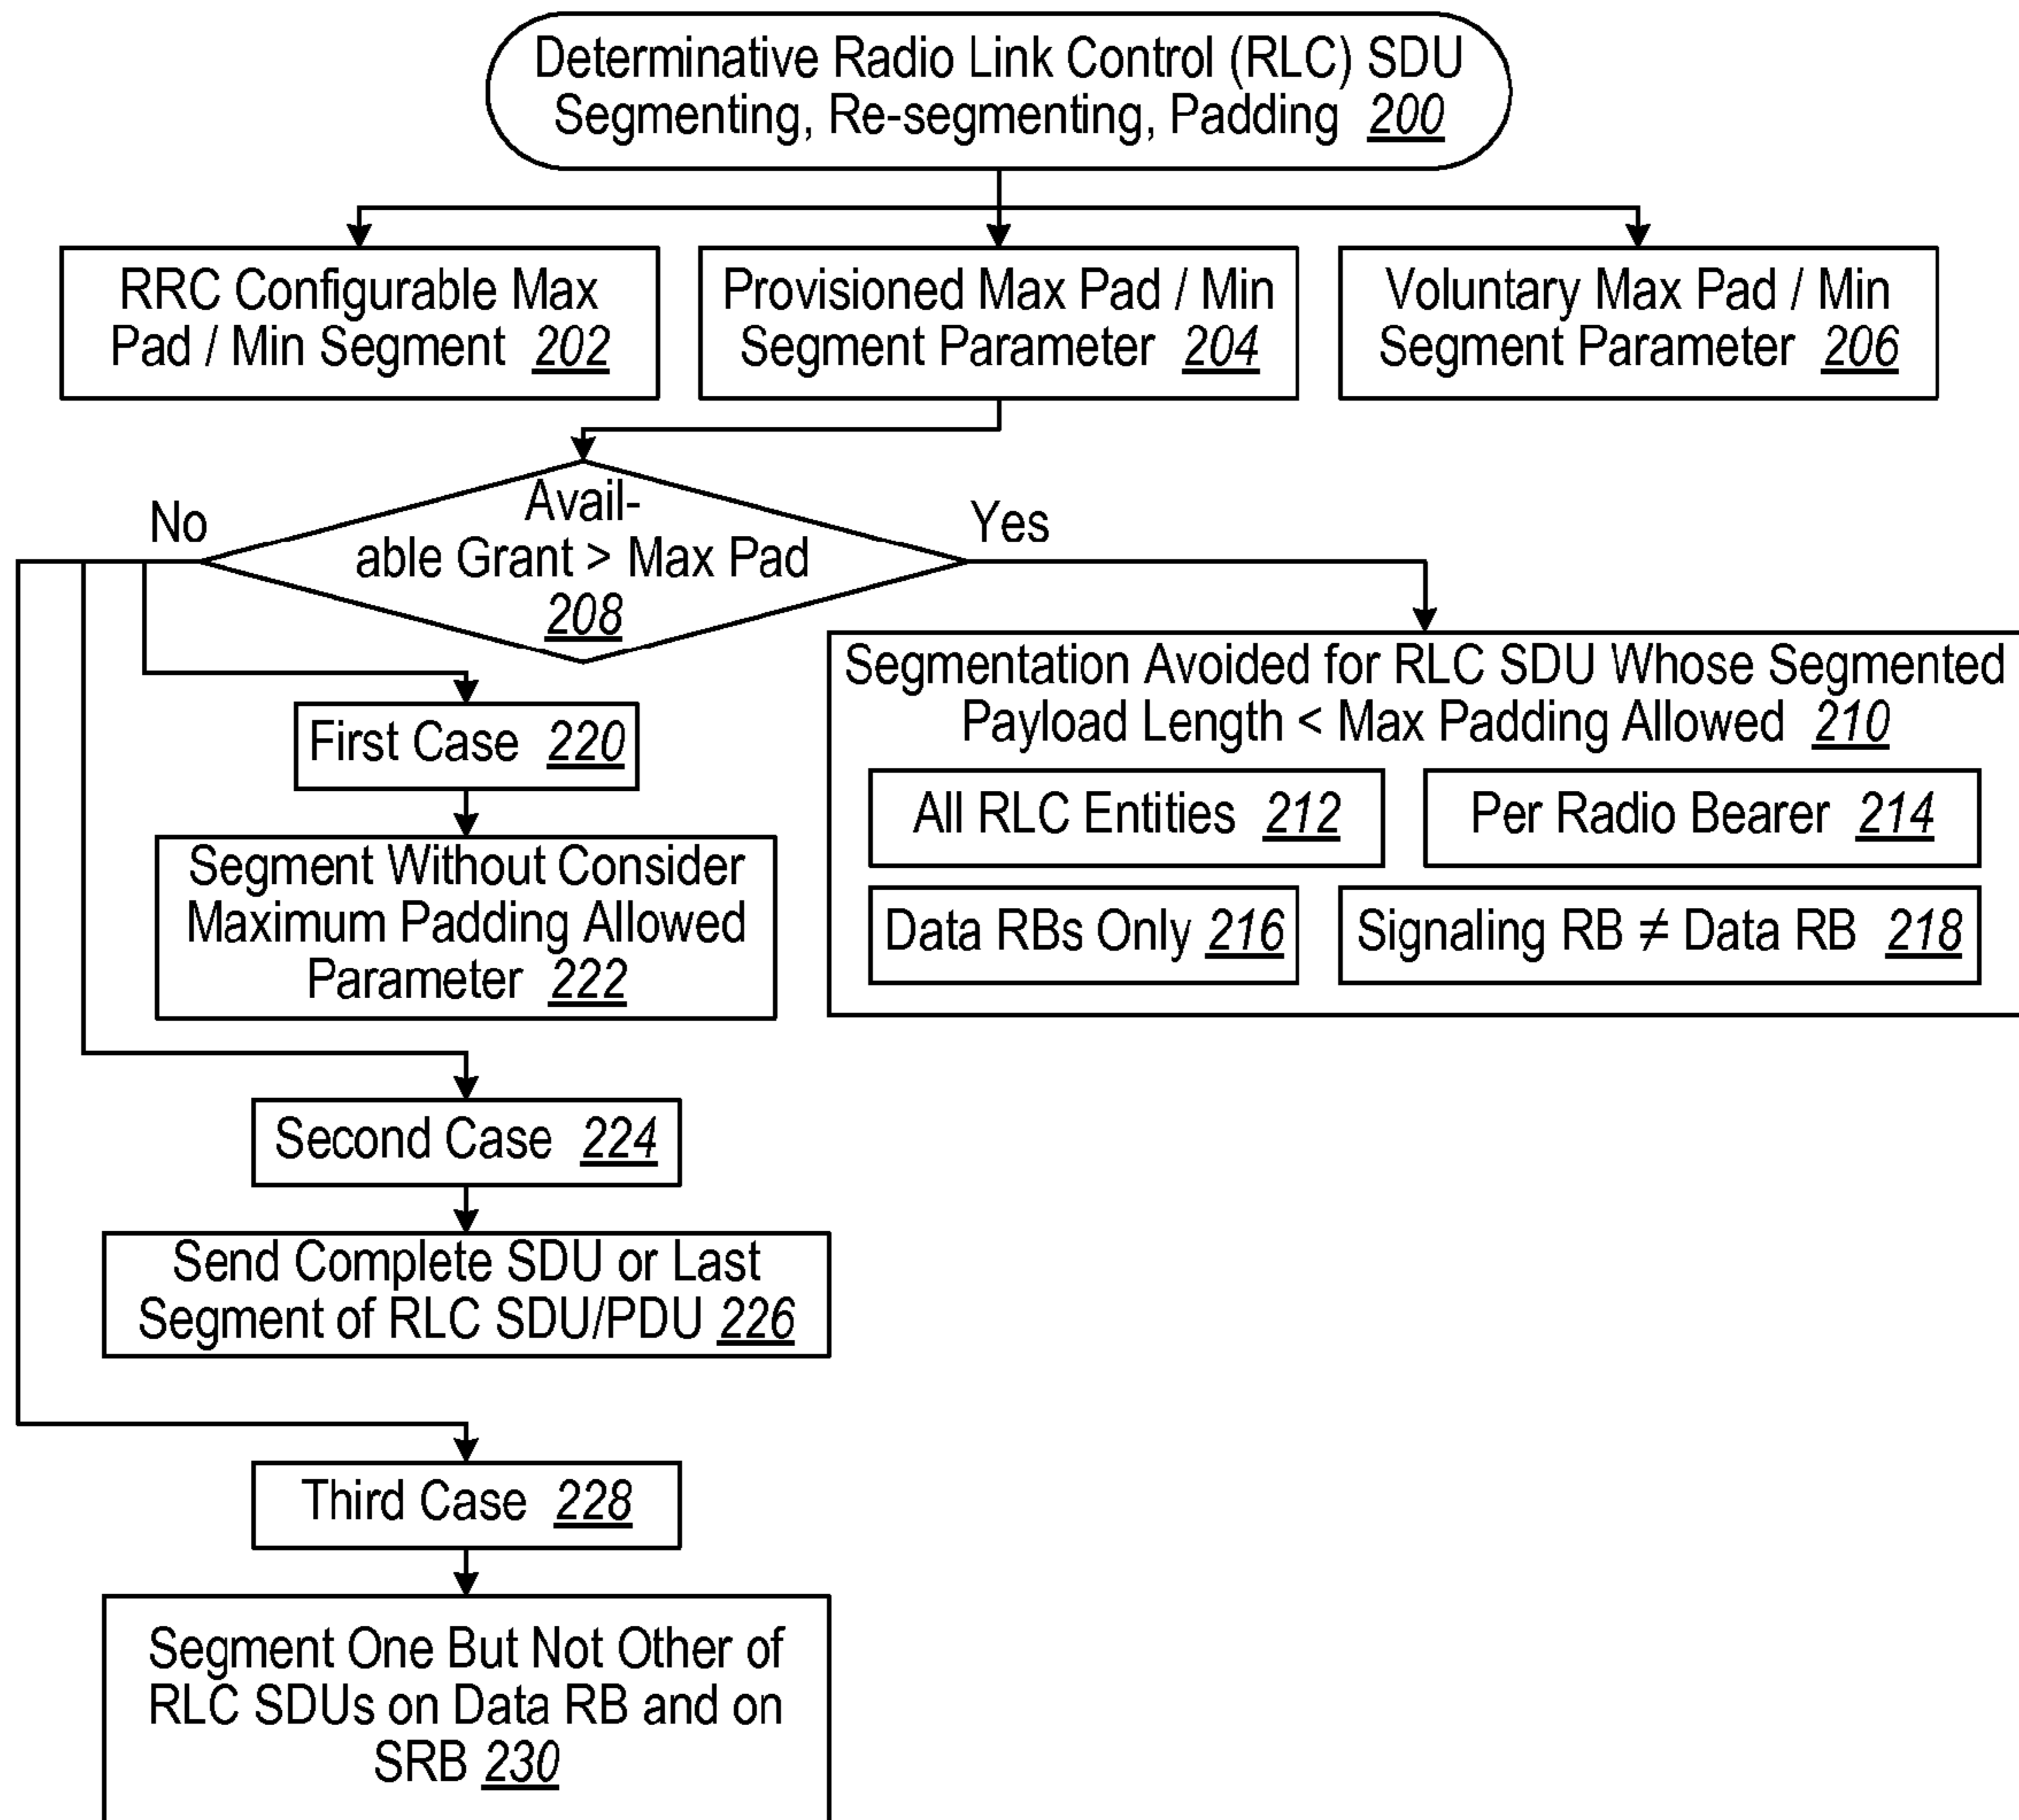 Determinative Radio Link Control (RLC) SDU
Segmenting, Re-segmenting, Padding 200
RRC Configurable Max
Pad / Min Segment 202
Provisioned Max Pad / Min
Segment Parameter 204
Voluntary Max Pad / Min
Segment Parameter 206
Avail-
able Grant > Max Pad
208
No
Yes
Segmentation Avoided for RLC SDU Whose Segmented
Payload Length < Max Padding Allowed 210
All RLC Entities 212
Per Radio Bearer 214
Data RBs Only 216
Signaling RB ≠ Data RB 218
First Case 220
Segment Without Consider
Maximum Padding Allowed
Parameter 222
Second Case 224
Send Complete SDU or Last
Segment of RLC SDU/PDU 226
Third Case 228
Segment One But Not Other of
RLC SDUs on Data RB and on
SRB 230